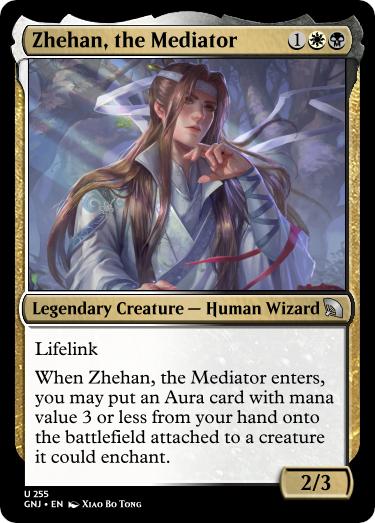 Zhehan, the Mediator 1
Legendary Creature — Human Wizard
Lifelink
When Zhehan, the Mediator enters,
you may put an Aura card with mana
value 3 or less from your hand onto
the battlefield attached to a creature
it could enchant.
2/3
U 255
GNJ • EN Xiao Bo Tong